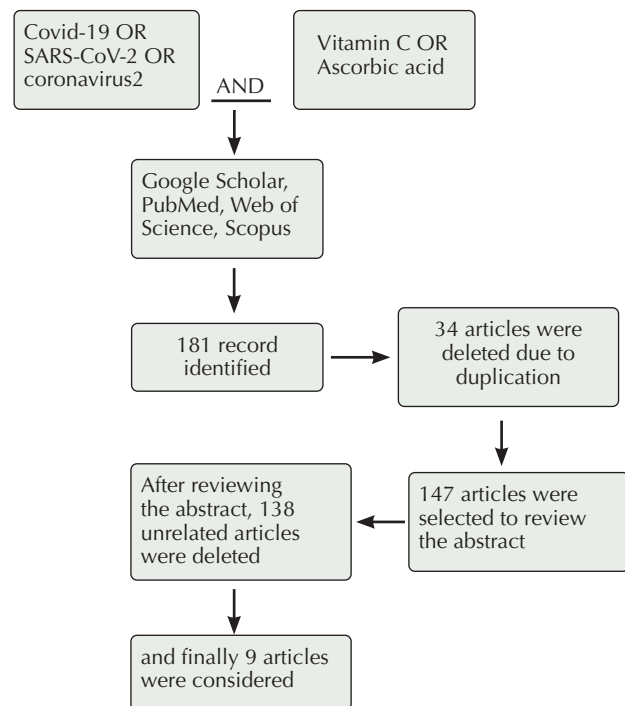 Covid-19 OR
SARS-CoV-2 OR
coronavirus2
AND
Vitamin C OR
Ascorbic acid
Google Scholar,
PubMed, Web of
Science, Scopus
181 record
identified
34 articles were
deleted due to
duplication
147 articles were
selected to review
the abstract
After reviewing
the abstract, 138
unrelated articles
were deleted
and finally 9 articles
were considered